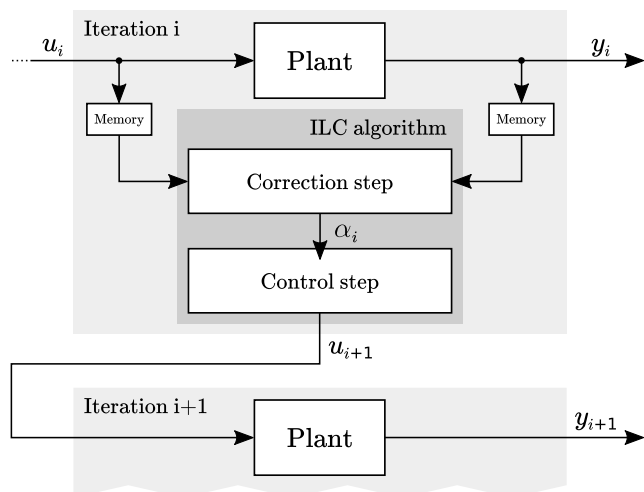 Iteration i
u_i
Plant
y_i
Memory
Memory
ILC algorithm
Correction step
α_i
Control step
u_{i+1}
Iteration i+1
Plant
y_{i+1}